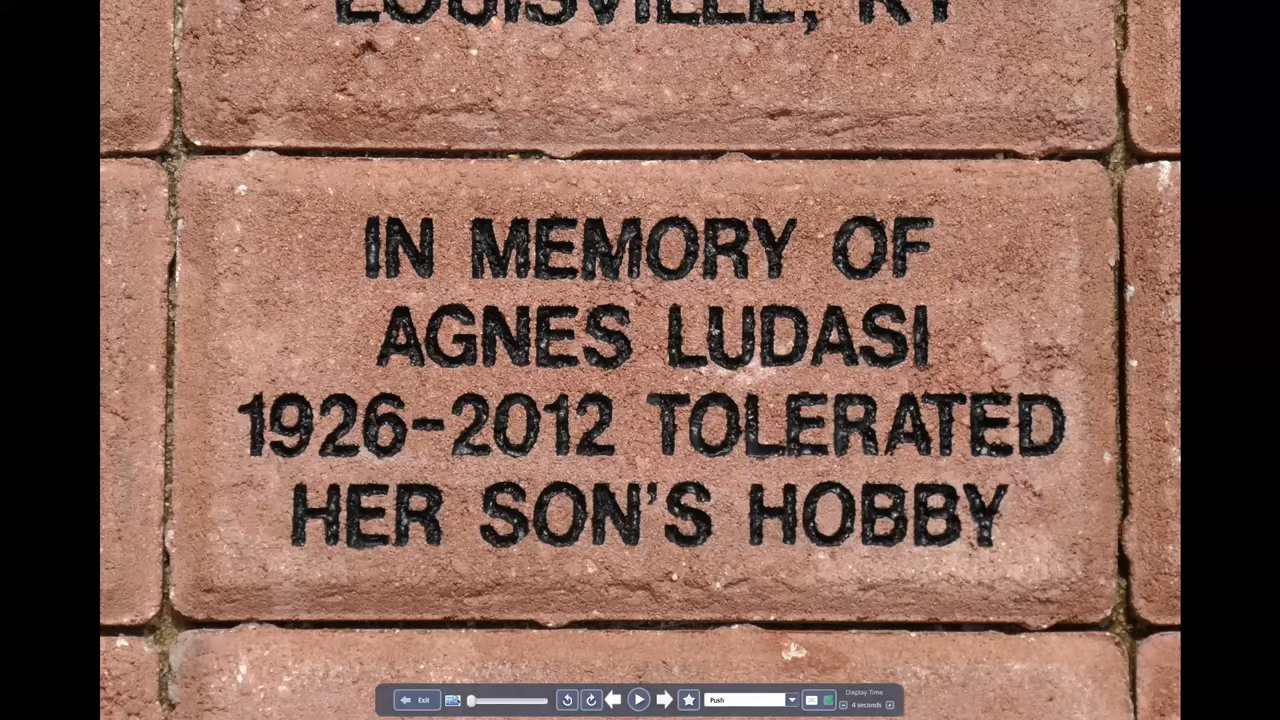 LOUISVILLE, KY
IN MEMORY OF
AGNES LUDASI
1926-2012 TOLERATED
HER SON'S HOBBY
Exit
Push
Display Time
4 seconds